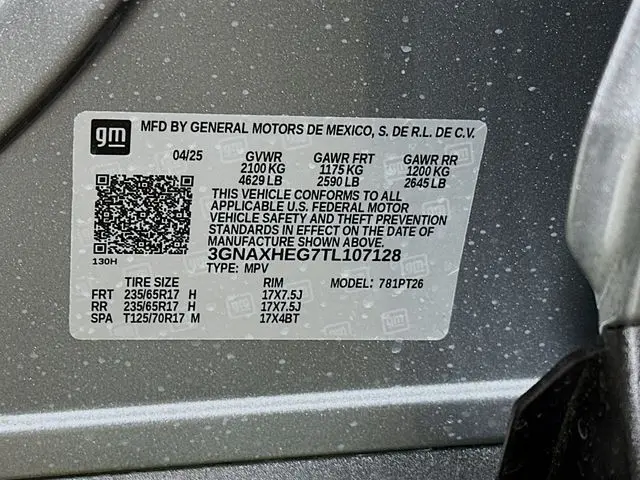 gm MFD BY GENERAL MOTORS DE MEXICO, S. DE R.L. DE C.V.
04/25 GVWR GAWR FRT GAWR RR
2100 KG 1175 KG 1200 KG
4629 LB 2590 LB 2645 LB
THIS VEHICLE CONFORMS TO ALL
APPLICABLE U.S. FEDERAL MOTOR
VEHICLE SAFETY AND THEFT PREVENTION
STANDARDS IN EFFECT ON THE DATE OF
MANUFACTURE SHOWN ABOVE.
3GNAXHEG7TL107128
130H
TYPE: MPV
TIRE SIZE RIM MODEL: 781PT26
FRT 235/65R17 H 17X7.5J
RR 235/65R17 H 17X7.5J
SPA T125/70R17 M 17X4BT